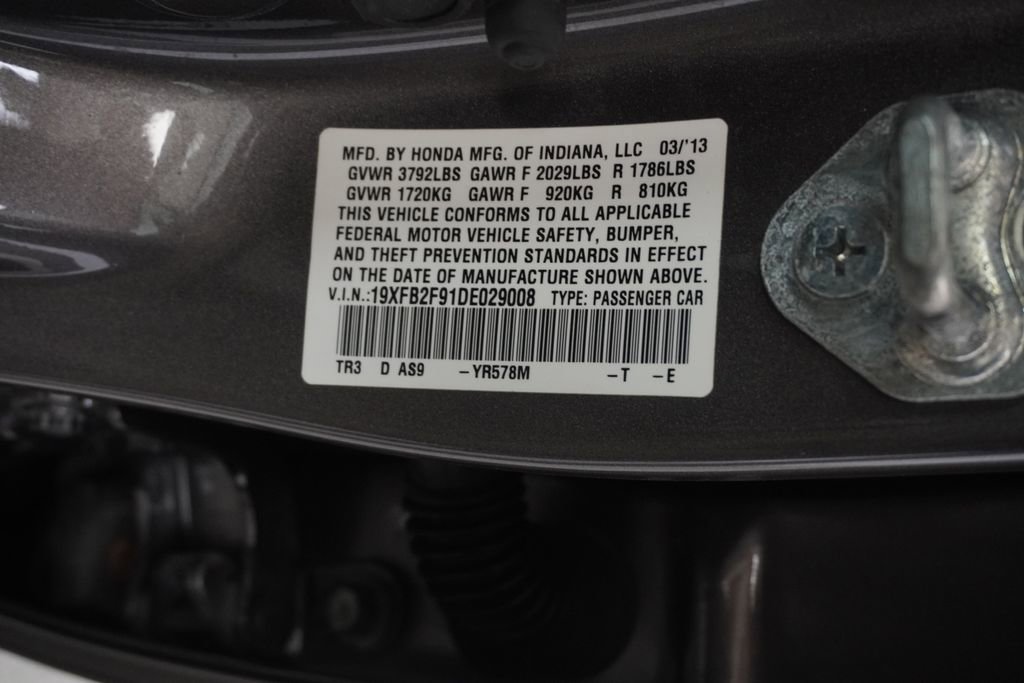 MFD. BY HONDA MFG. OF INDIANA, LLC 03/'13
GVWR 3792LBS GAWR F 2029LBS R 1786LBS
GVWR 1720KG GAWR F 920KG R 810KG
THIS VEHICLE CONFORMS TO ALL APPLICABLE
FEDERAL MOTOR VEHICLE SAFETY, BUMPER,
AND THEFT PREVENTION STANDARDS IN EFFECT
ON THE DATE OF MANUFACTURE SHOWN ABOVE.
V.I.N.:19XFB2F91DE029008 TYPE: PASSENGER CAR
TR3 D AS9 –YR578M –T –E